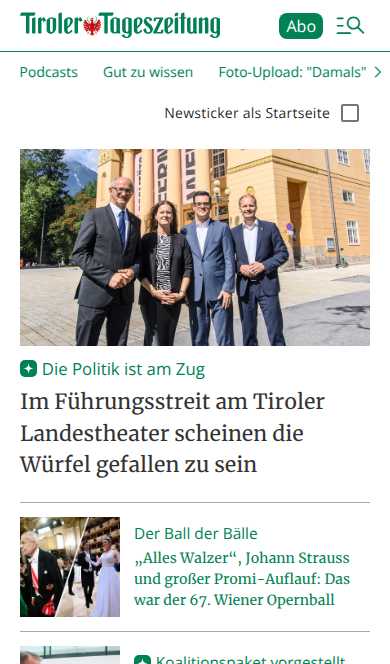 Tiroler Tageszeitung
Abo
Podcasts Gut zu wissen Foto-Upload: "Damals"
Newsticker als Startseite
Die Politik ist am Zug
Im Führungsstreit am Tiroler
Landestheater scheinen die
Würfel gefallen zu sein
Der Ball der Bälle
„Alles Walzer“, Johann Strauss
und großer Promi-Auflauf: Das
war der 67. Wiener Opernball
Koalitionspaket vorgestellt